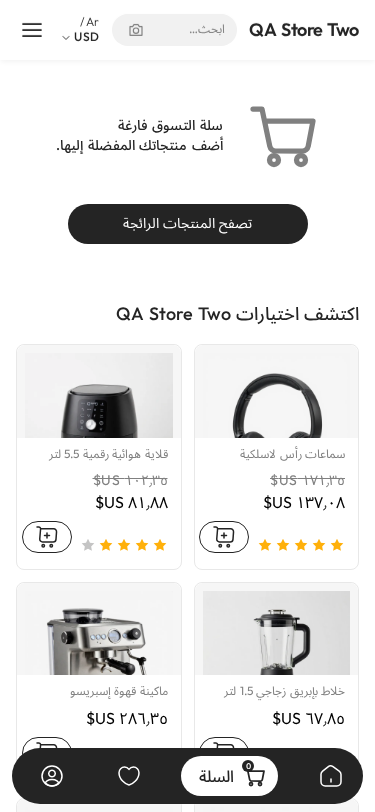 QA Store Two
ابحث...
Ar /
USD
سلة التسوق فارغة
أضف منتجاتك المفضلة إليها.
تصفح المنتجات الرائجة
اكتشف اختيارات QA Store Two
سماعات رأس لاسلكية
US$ ١٧١,٣٥
US$ ١٣٧,٠٨
قلاية هوائية رقمية 5.5 لتر
US$ ١٠٢,٣٥
US$ ٨١,٨٨
خلاط بإبريق زجاجي 1.5 لتر
US$ ٦٧,٨٥
ماكينة قهوة إسبريسو
US$ ٢٨٦,٣٥
0
السلة